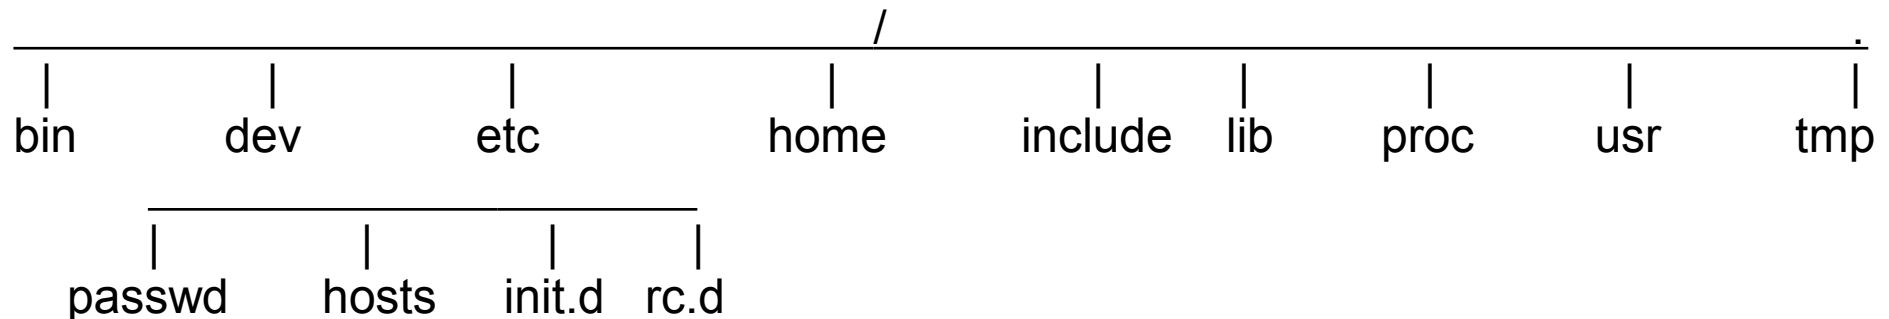 / .
| | | | | | | | |
bin dev etc home include lib proc usr tmp
| | | |
passwd hosts init.d rc.d